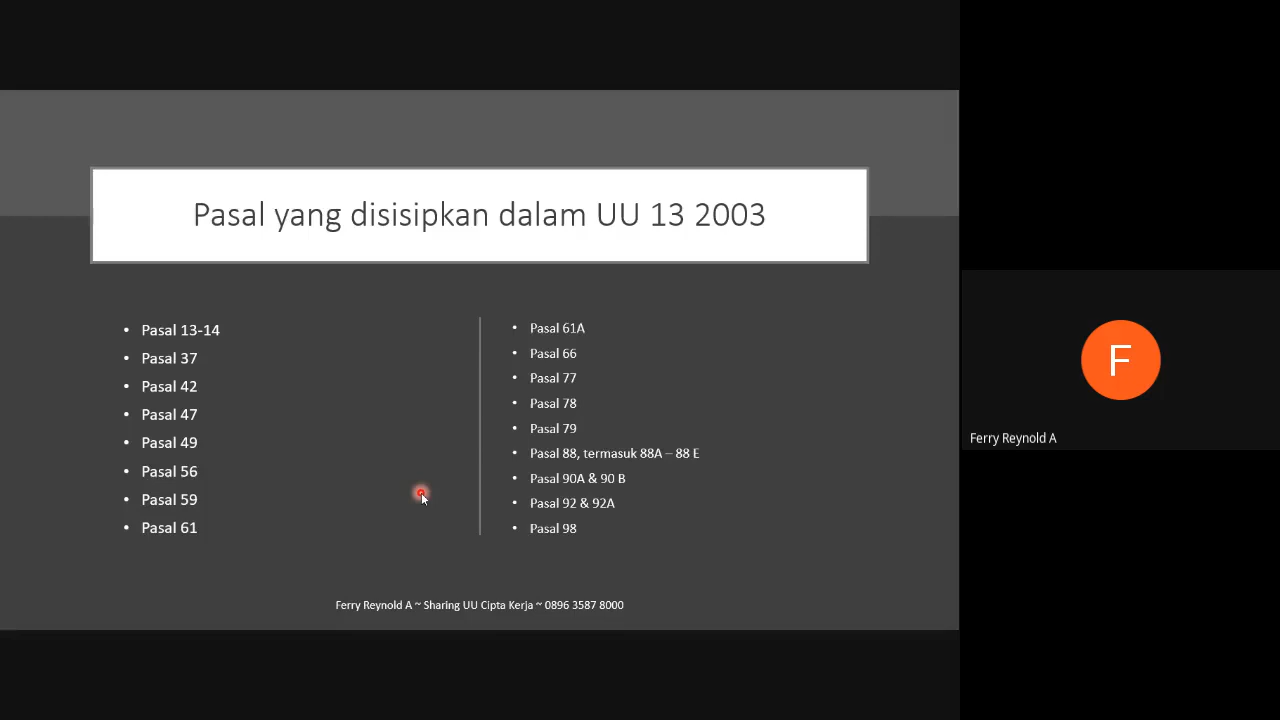 Pasal yang disisipkan dalam UU 13 2003
• Pasal 13-14
• Pasal 37
• Pasal 42
• Pasal 47
• Pasal 49
• Pasal 56
• Pasal 59
• Pasal 61
• Pasal 61A
• Pasal 66
• Pasal 77
• Pasal 78
• Pasal 79
• Pasal 88, termasuk 88A – 88 E
• Pasal 90A & 90 B
• Pasal 92 & 92A
• Pasal 98
Ferry Reynold A ~ Sharing UU Cipta Kerja ~ 0896 3587 8000
F
Ferry Reynold A